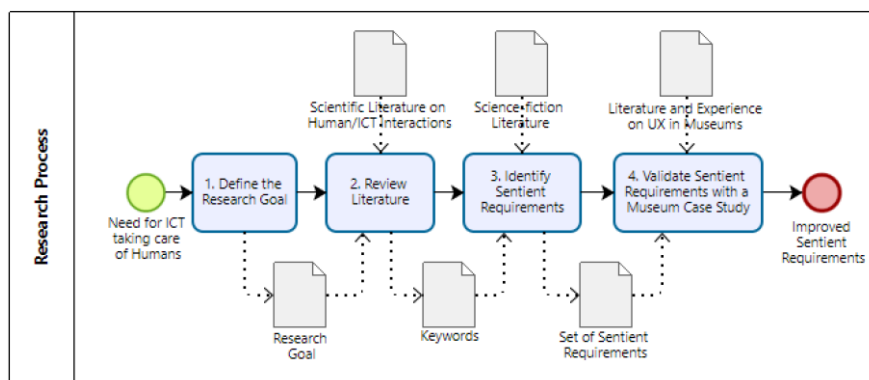 Research Process
Scientific Literature on
Human/ICT Interactions
Science-fiction
Literature
Literature and Experience
on UX in Museums
1. Define the
Research Goal
2. Review
Literature
3. Identify
Sentient
Requirements
4. Validate Sentient
Requirements with a
Museum Case Study
Need for ICT
taking care
of Humans
Improved
Sentient
Requirements
Research
Goal
Keywords
Set of Sentient
Requirements